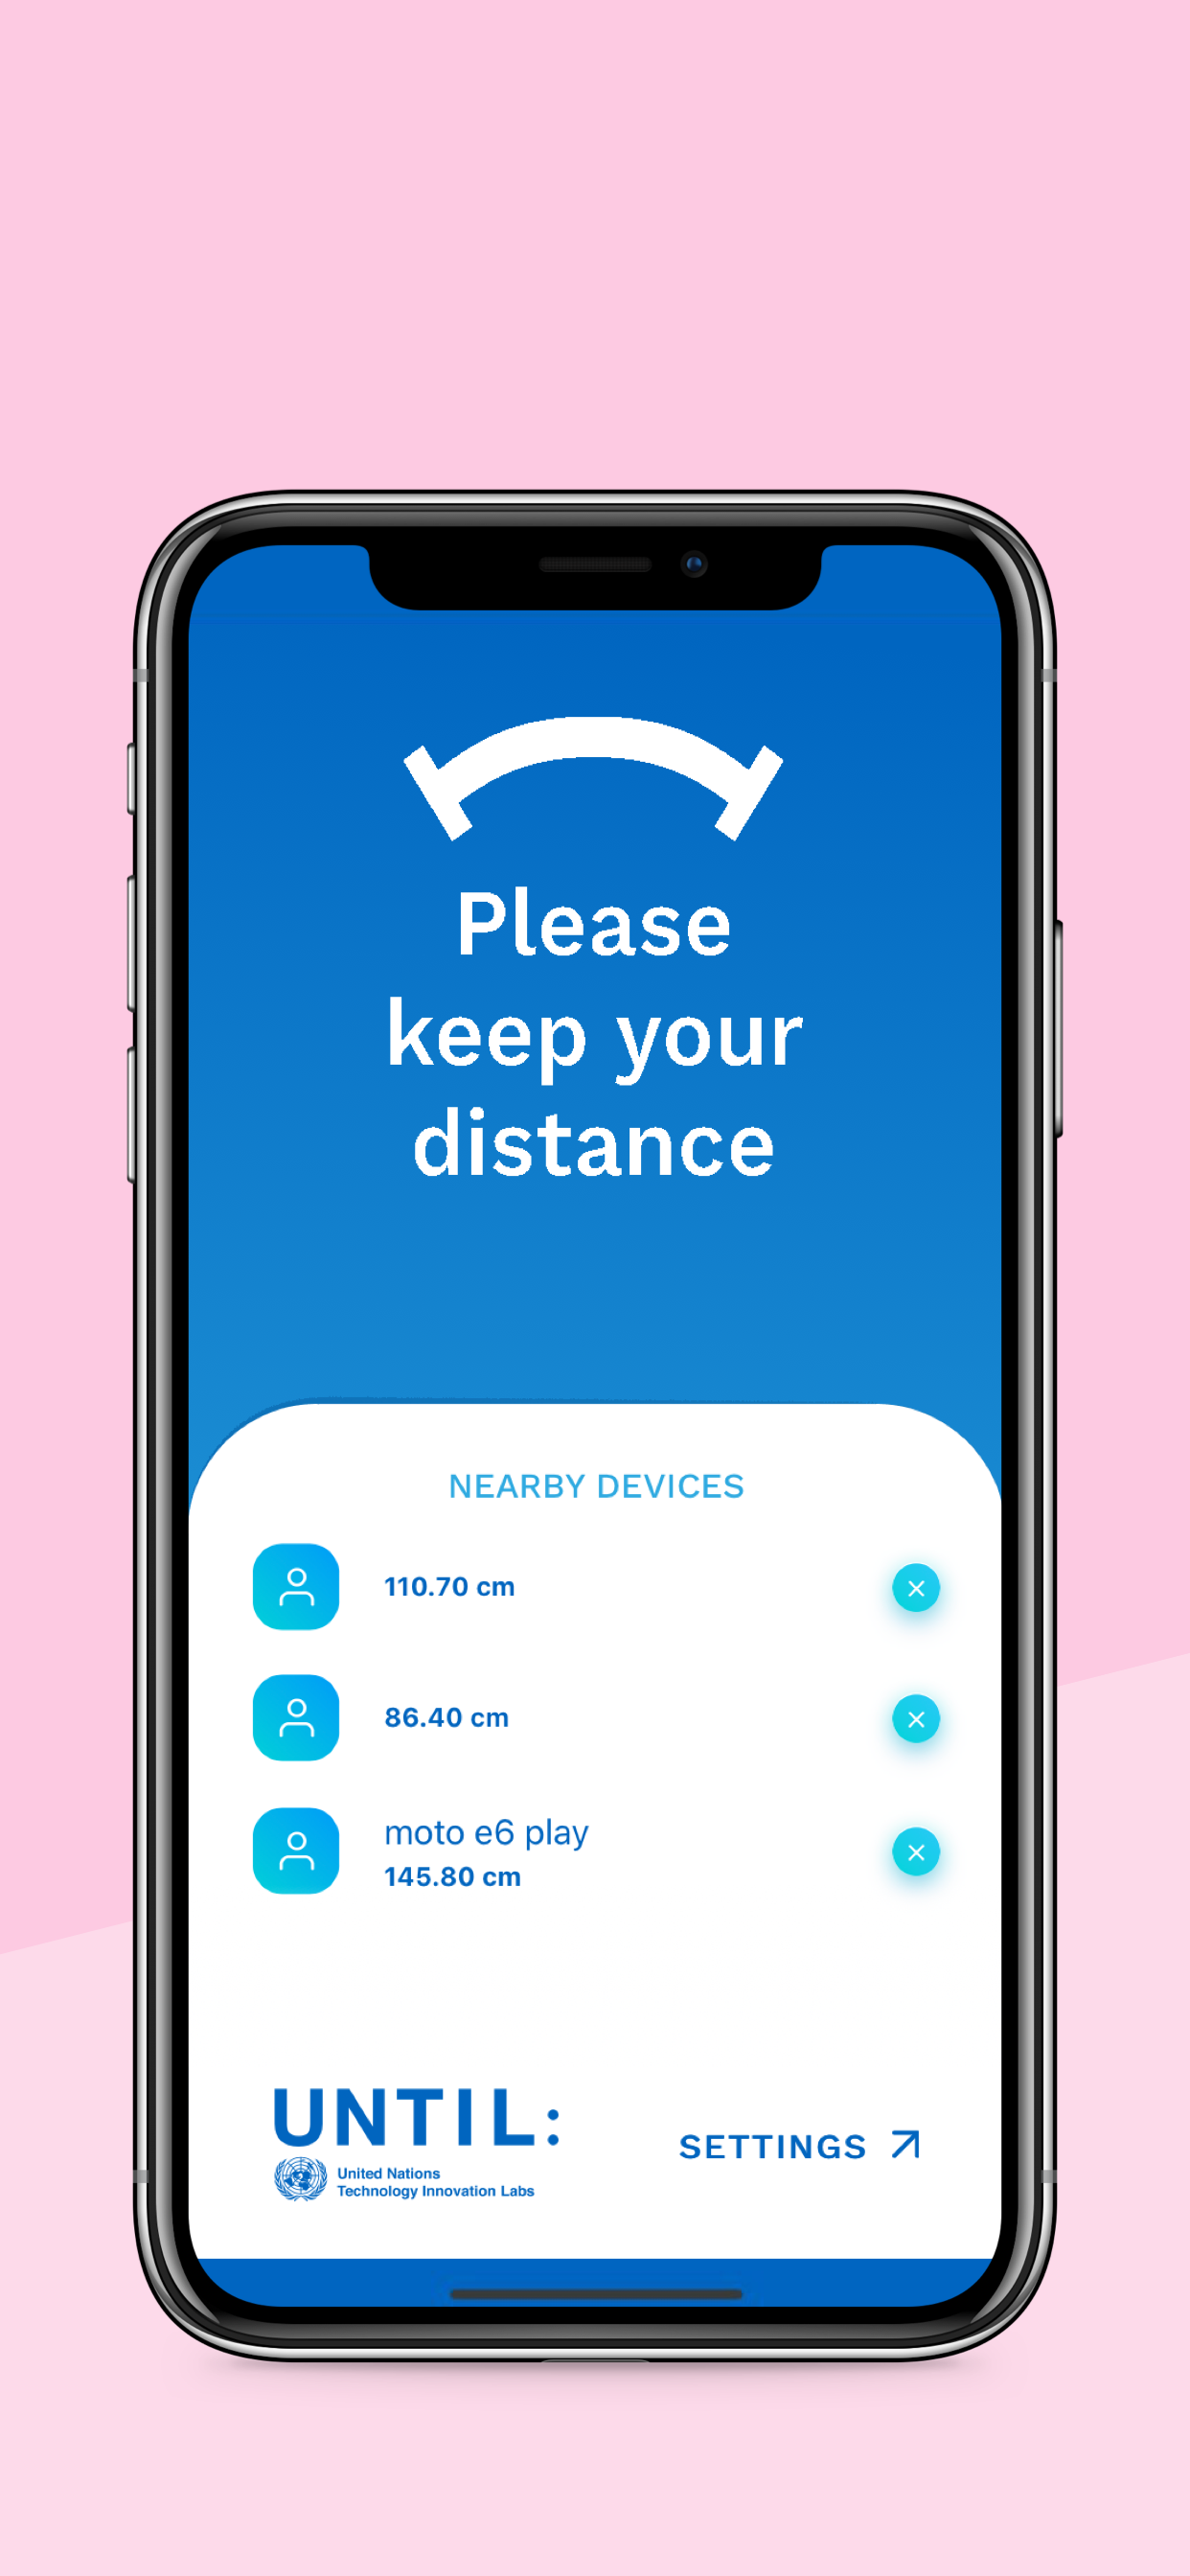 Please
keep your
distance
NEARBY DEVICES
110.70 cm
86.40 cm
moto e6 play
145.80 cm
UNTIL:
United Nations
Technology Innovation Labs
SETTINGS